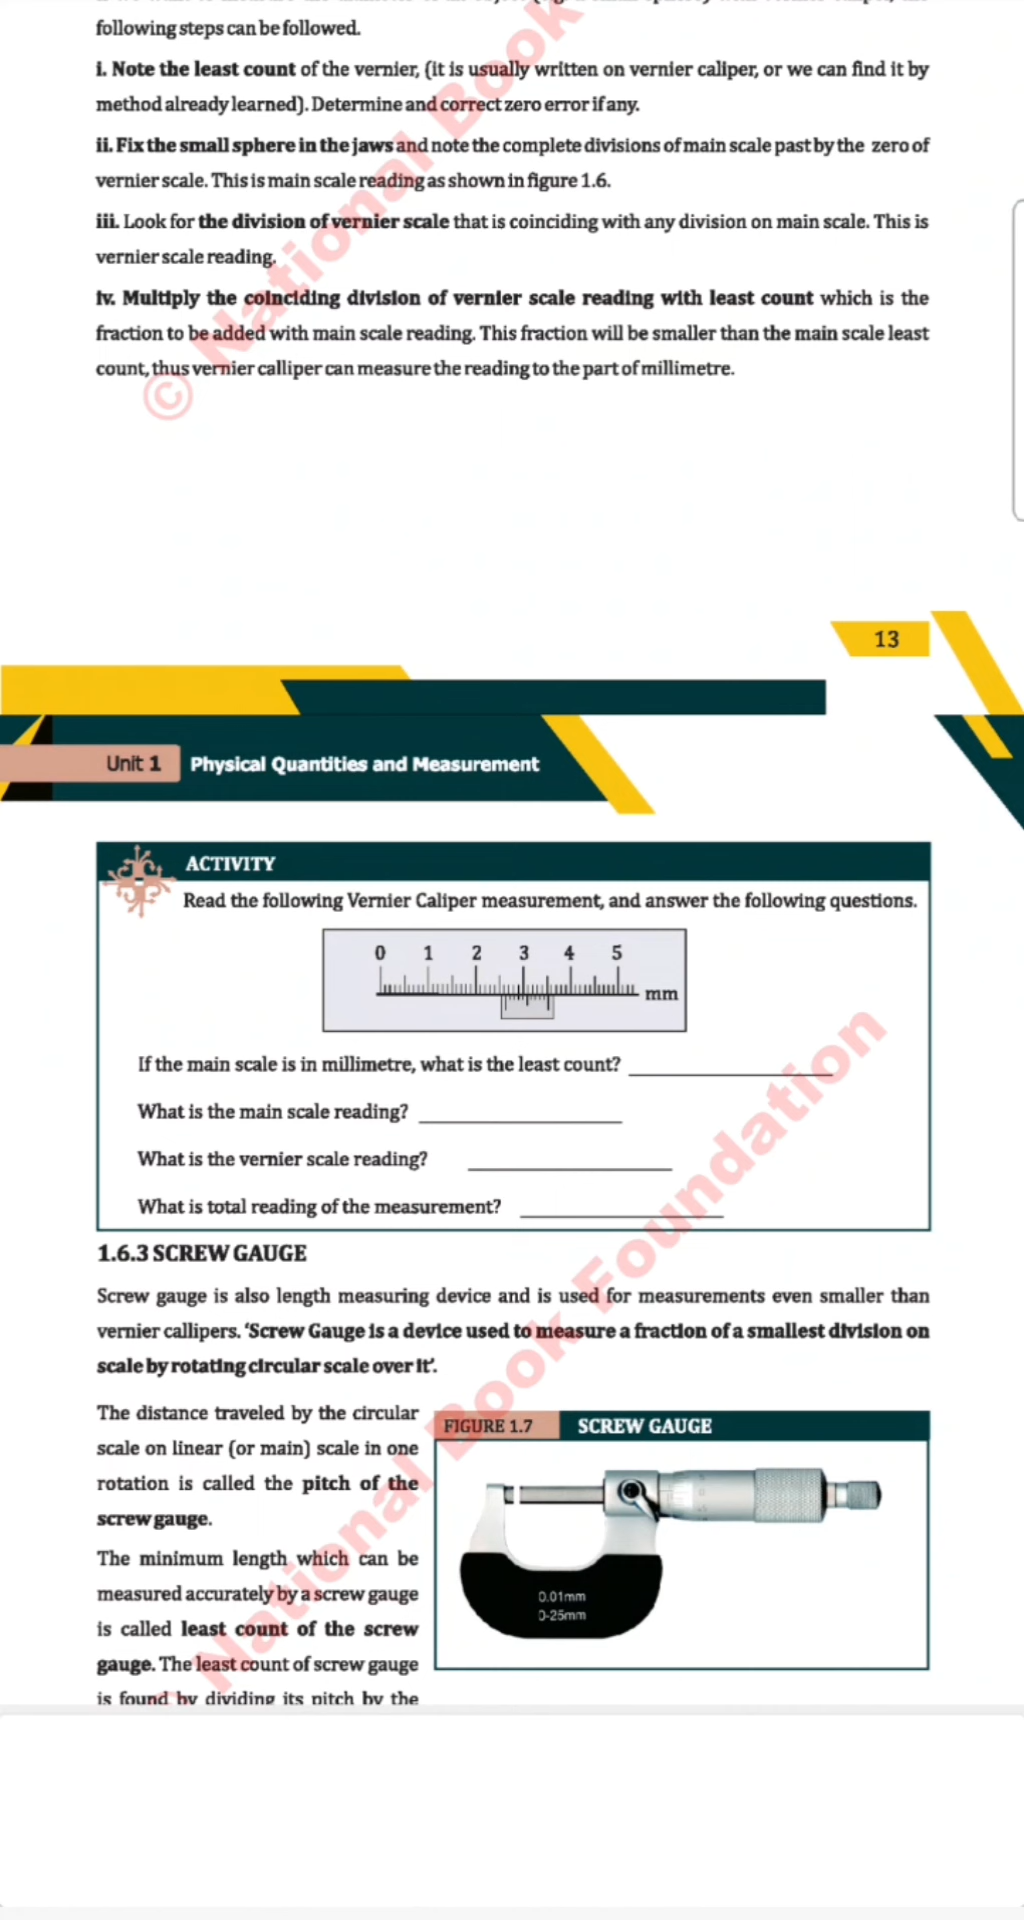 following steps can be followed.
i. Note the least count of the vernier, (it is usually written on vernier caliper, or we can find it by
method already learned). Determine and correct zero error if any.
ii. Fix the small sphere in the jaws and note the complete divisions of main scale past by the zero of
vernier scale. This is main scale reading as shown in figure 1.6.
iii. Look for the division of vernier scale that is coinciding with any division on main scale. This is
vernier scale reading.
iv. Multiply the coinciding division of vernier scale reading with least count which is the
fraction to be added with main scale reading. This fraction will be smaller than the main scale least
count, thus vernier calliper can measure the reading to the part of millimetre.
© National Book
13
Unit 1 Physical Quantities and Measurement
ACTIVITY
Read the following Vernier Caliper measurement, and answer the following questions.
0 1 2 3 4 5
mm
If the main scale is in millimetre, what is the least count?
What is the main scale reading?
What is the vernier scale reading?
What is total reading of the measurement?
1.6.3 SCREW GAUGE
Screw gauge is also length measuring device and is used for measurements even smaller than
vernier callipers. ‘Screw Gauge is a device used to measure a fraction of a smallest division on
scale by rotating circular scale over it’.
The distance traveled by the circular
scale on linear (or main) scale in one
rotation is called the pitch of the
screw gauge.
The minimum length which can be
measured accurately by a screw gauge
is called least count of the screw
gauge. The least count of screw gauge
is found by dividing its pitch by the
FIGURE 1.7 SCREW GAUGE
0.01mm
0-25mm
National Book Foundation